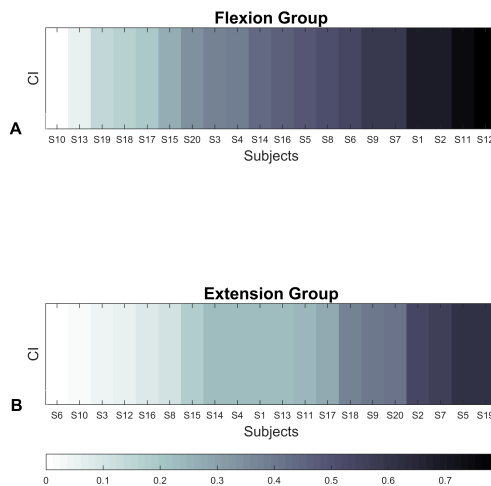 Flexion Group
CI
A
S10 S13 S19 S18 S17 S15 S20 S3 S4 S14 S16 S5 S8 S6 S9 S7 S1 S2 S11 S12
Subjects
Extension Group
CI
B
S6 S10 S3 S12 S16 S8 S15 S14 S4 S1 S13 S11 S17 S18 S9 S20 S2 S7 S5 S19
Subjects
0 0.1 0.2 0.3 0.4 0.5 0.6 0.7